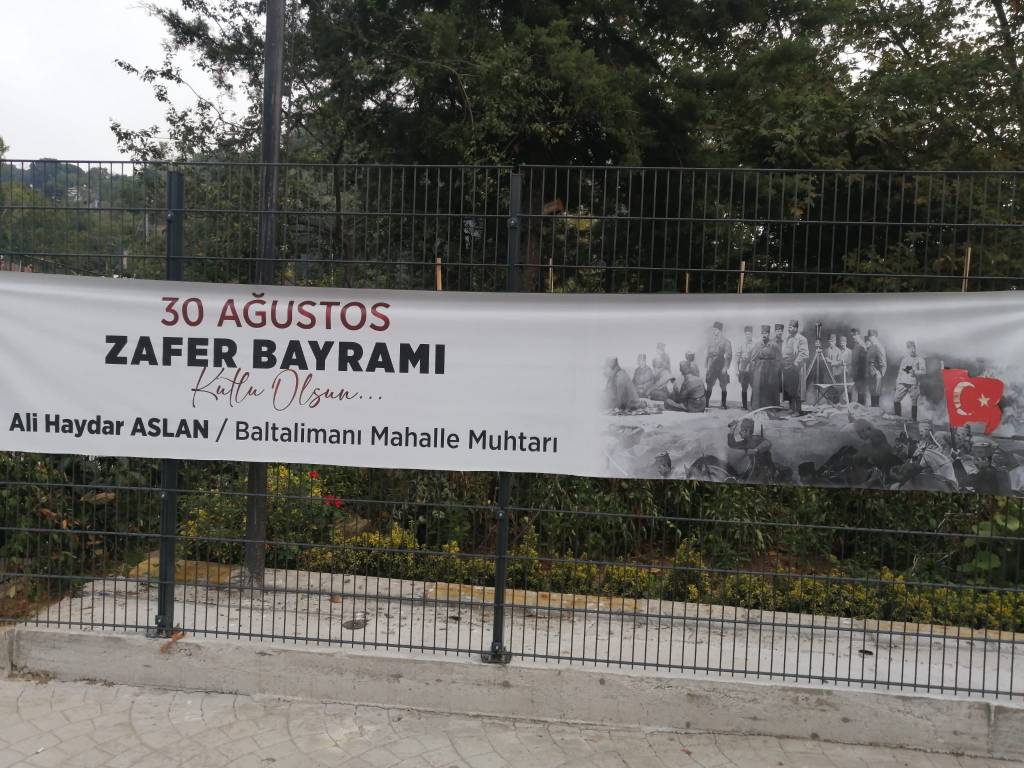 30 AĞUSTOS
ZAFER BAYRAMI
Kutlu Olsun...
Ali Haydar ASLAN / Baltalimanı Mahalle Muhtarı